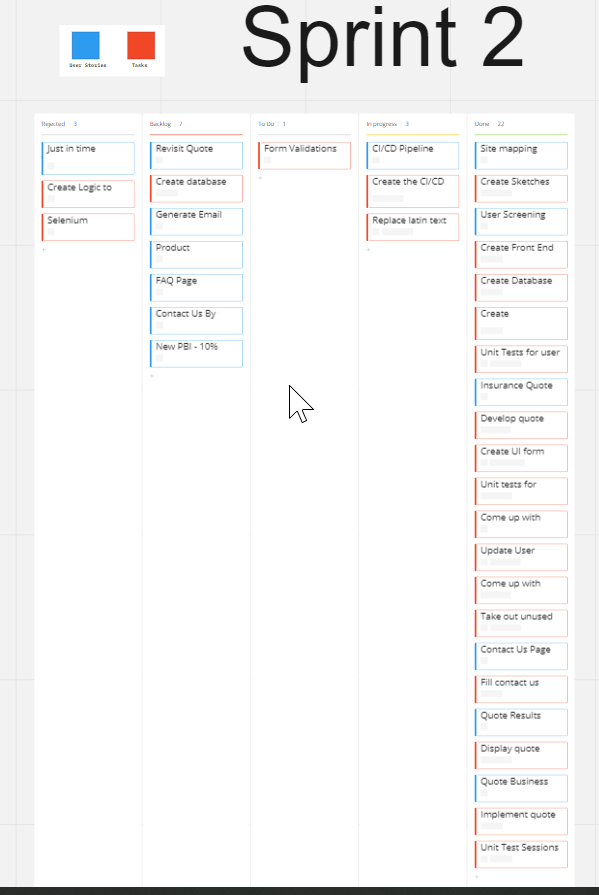 Sprint 2
User Stories
Tasks
Rejected 3
Just in time
Create Logic to
Selenium
Backlog 7
Revisit Quote
Create database
Generate Email
Product
FAQ Page
Contact Us By
New PBI - 10%
To Do 1
Form Validations
In progress 3
CI/CD Pipeline
Create the CI/CD
Replace latin text
Done 22
Site mapping
Create Sketches
User Screening
Create Front End
Create Database
Create
Unit Tests for user
Insurance Quote
Develop quote
Create UI form
Unit tests for
Come up with
Update User
Come up with
Take out unused
Contact Us Page
Fill contact us
Quote Results
Display quote
Quote Business
Implement quote
Unit Test Sessions